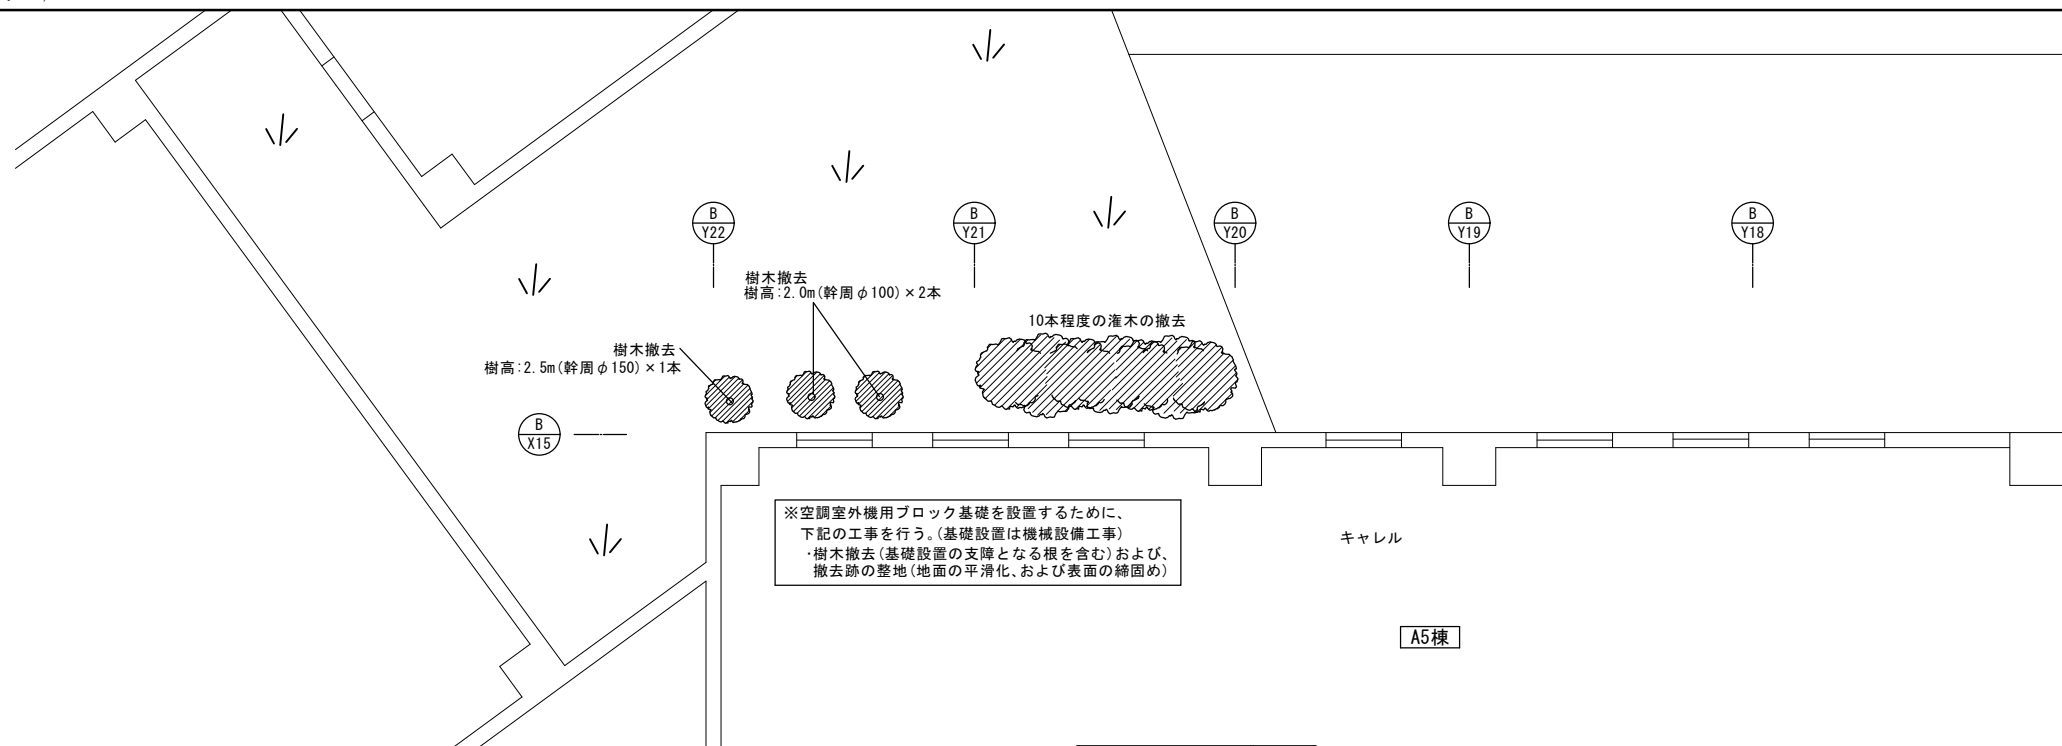 B
Y22
B
Y21
B
Y20
B
Y19
B
Y18
樹木撤去
樹高:2.0m(幹周φ100)×2本
10本程度の潅木の撤去
樹木撤去
樹高:2.5m(幹周φ150)×1本
B
X15
※空調室外機用ブロック基礎を設置するために、
下記の工事を行う。(基礎設置は機械設備工事)
・樹木撤去(基礎設置の支障となる根を含む)および、
撤去跡の整地(地面の平滑化、および表面の締固め)
キャレル
A5棟